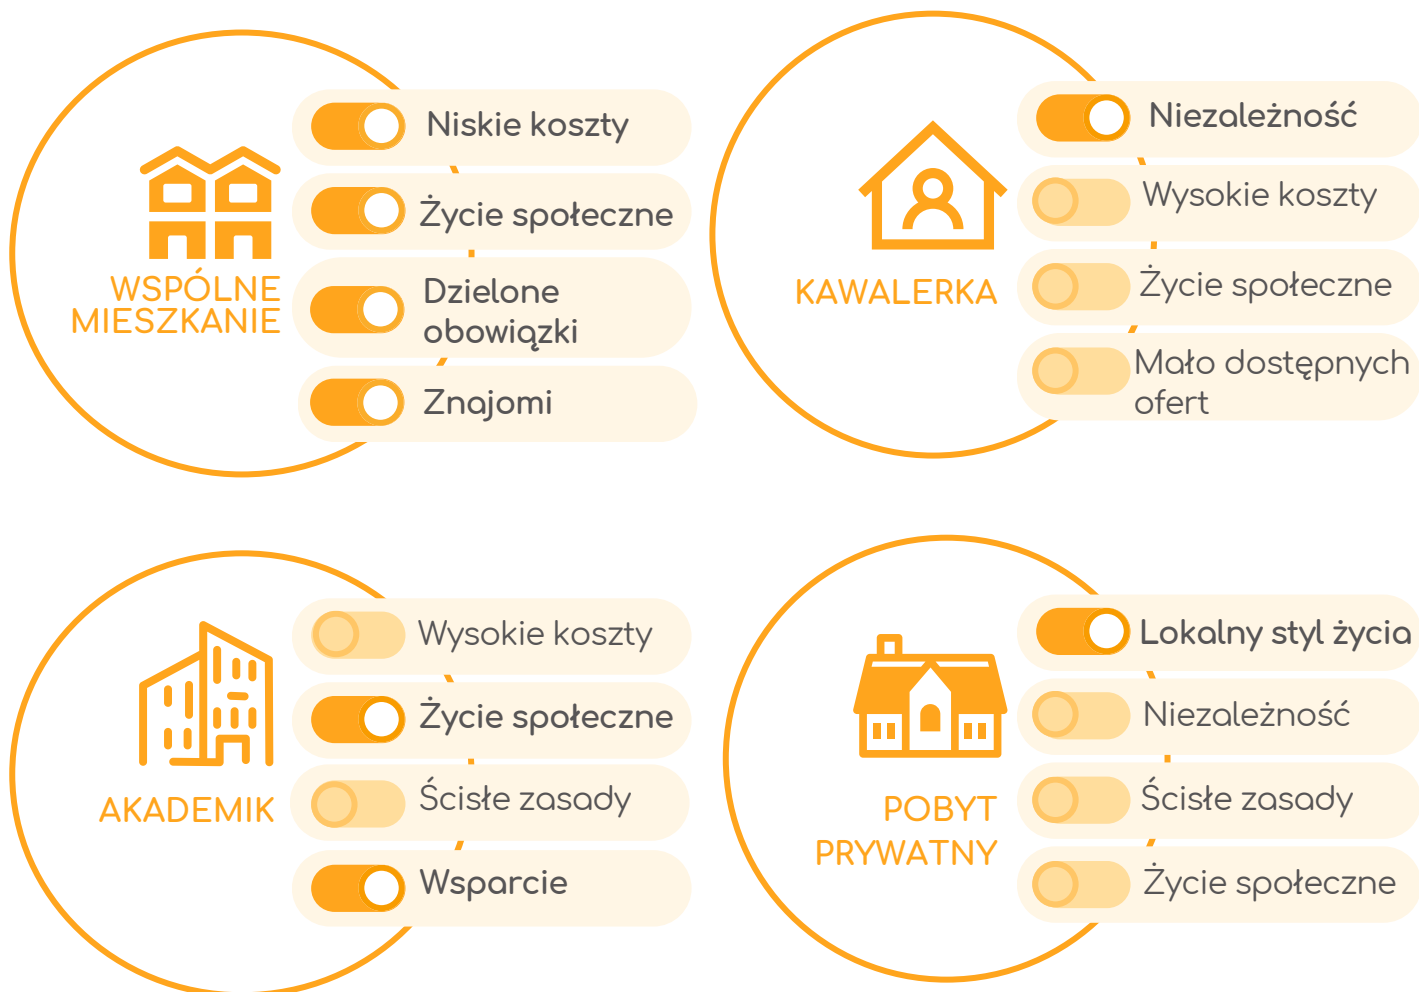 WSPÓLNE
MIESZKANIE
Niskie koszty
Życie społeczne
Dzielone
obowiązki
Znajomi
KAWALERKA
Niezależność
Wysokie koszty
Życie społeczne
Mało dostępnych
ofert
AKADEMIK
Wysokie koszty
Życie społeczne
Ścisłe zasady
Wsparcie
POBYT
PRYWATNY
Lokalny styl życia
Niezależność
Ścisłe zasady
Życie społeczne